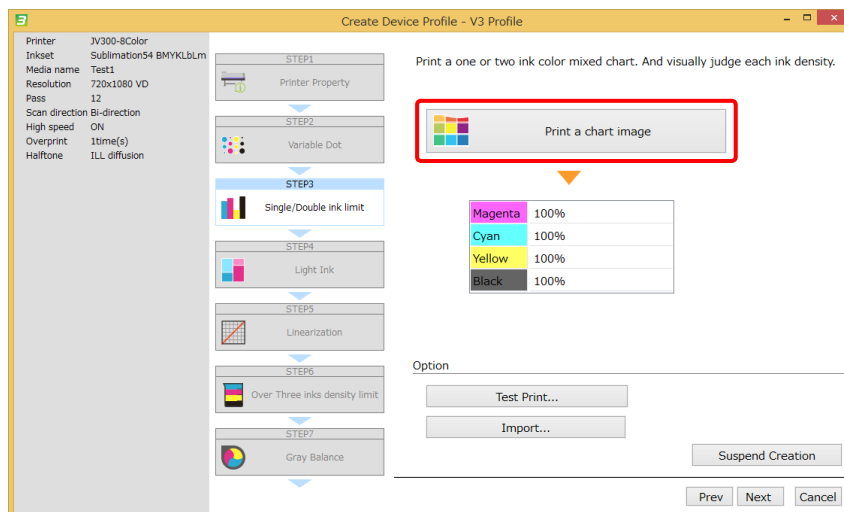 Create Device Profile - V3 Profile
Printer JV300-8Color
Inkset Sublimation54 BMYKLbLm
Media name Test1
Resolution 720x1080 VD
Pass 12
Scan direction Bi-direction
High speed ON
Overprint 1time(s)
Halftone ILL diffusion
STEP1
Printer Property
STEP2
Variable Dot
STEP3
Single/Double ink limit
STEP4
Light Ink
STEP5
Linearization
STEP6
Over Three inks density limit
STEP7
Gray Balance
Print a one or two ink color mixed chart. And visually judge each ink density.
Print a chart image
Magenta 100%
Cyan 100%
Yellow 100%
Black 100%
Option
Test Print...
Import...
Suspend Creation
Prev Next Cancel